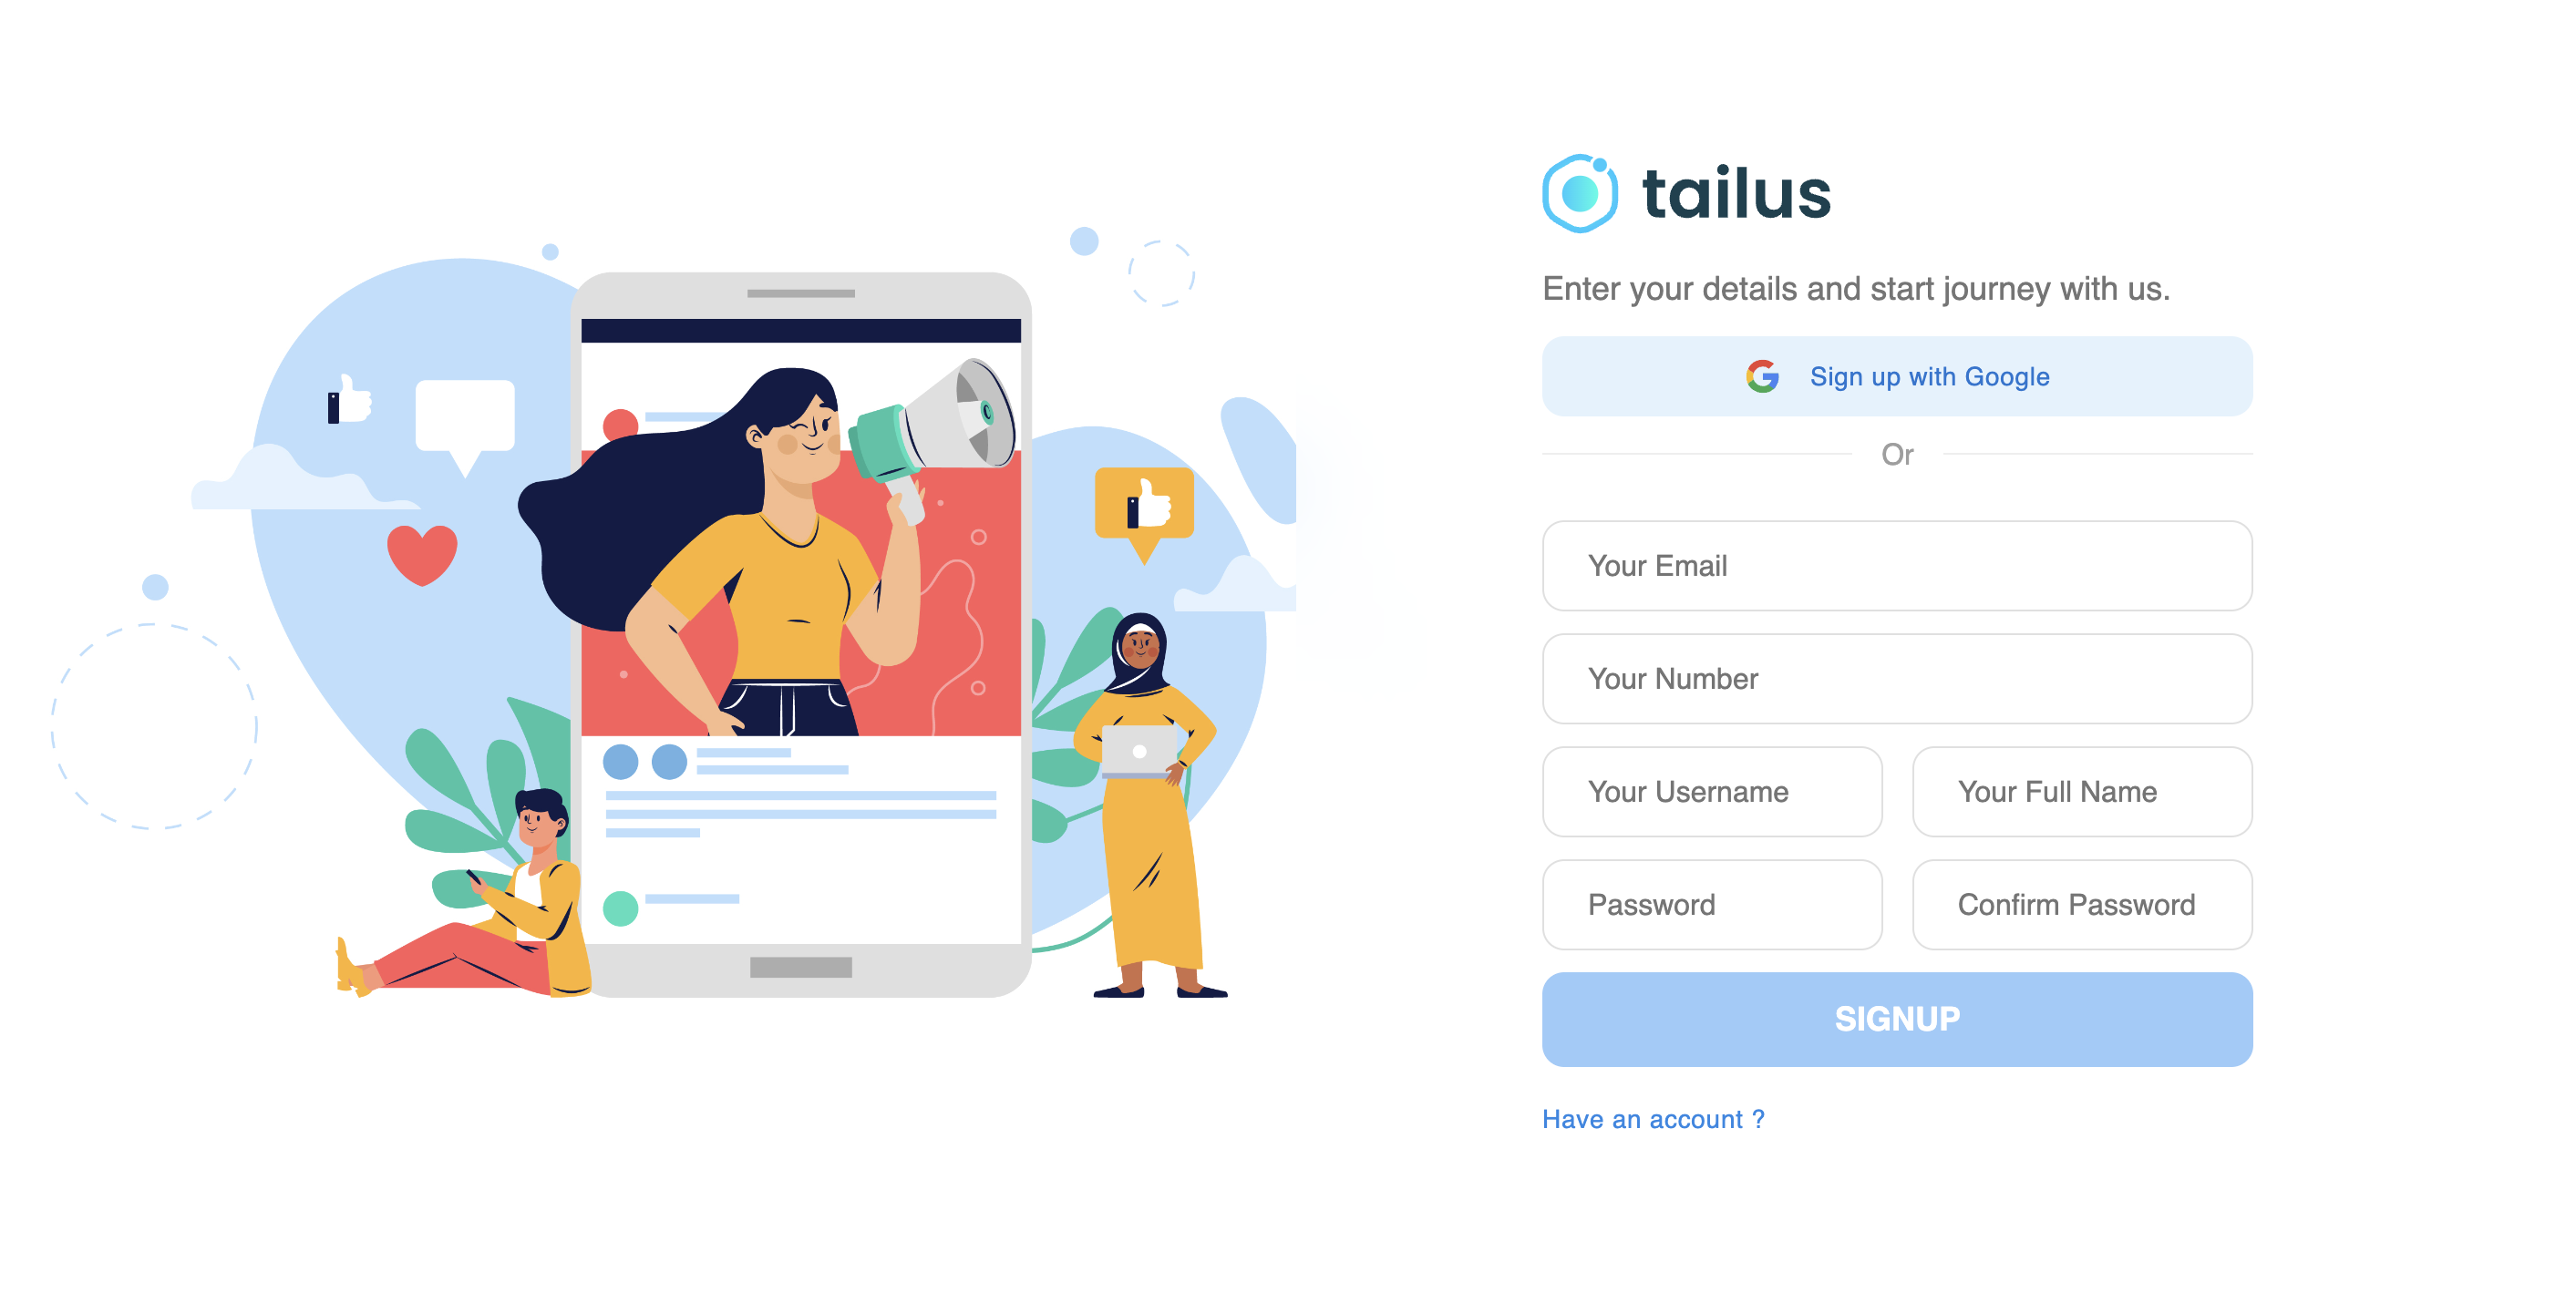 tailus
Enter your details and start journey with us.
Sign up with Google
Or
Your Email
Your Number
Your Username
Your Full Name
Password
Confirm Password
SIGNUP
Have an account ?